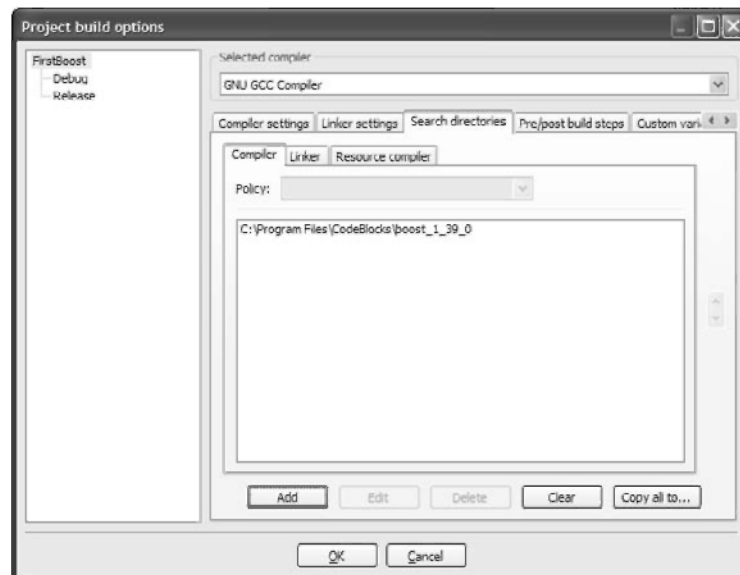 Project build options
FirstBoost
Debug
Release
Selected compiler
GNU GCC Compiler
Compiler settings
Linker settings
Search directories
Pre/post build steps
Custom vari
Compiler
Linker
Resource compiler
Policy:
C:\Program Files\CodeBlocks\boost_1_39_0
Add
Edit
Delete
Clear
Copy all to...
OK
Cancel